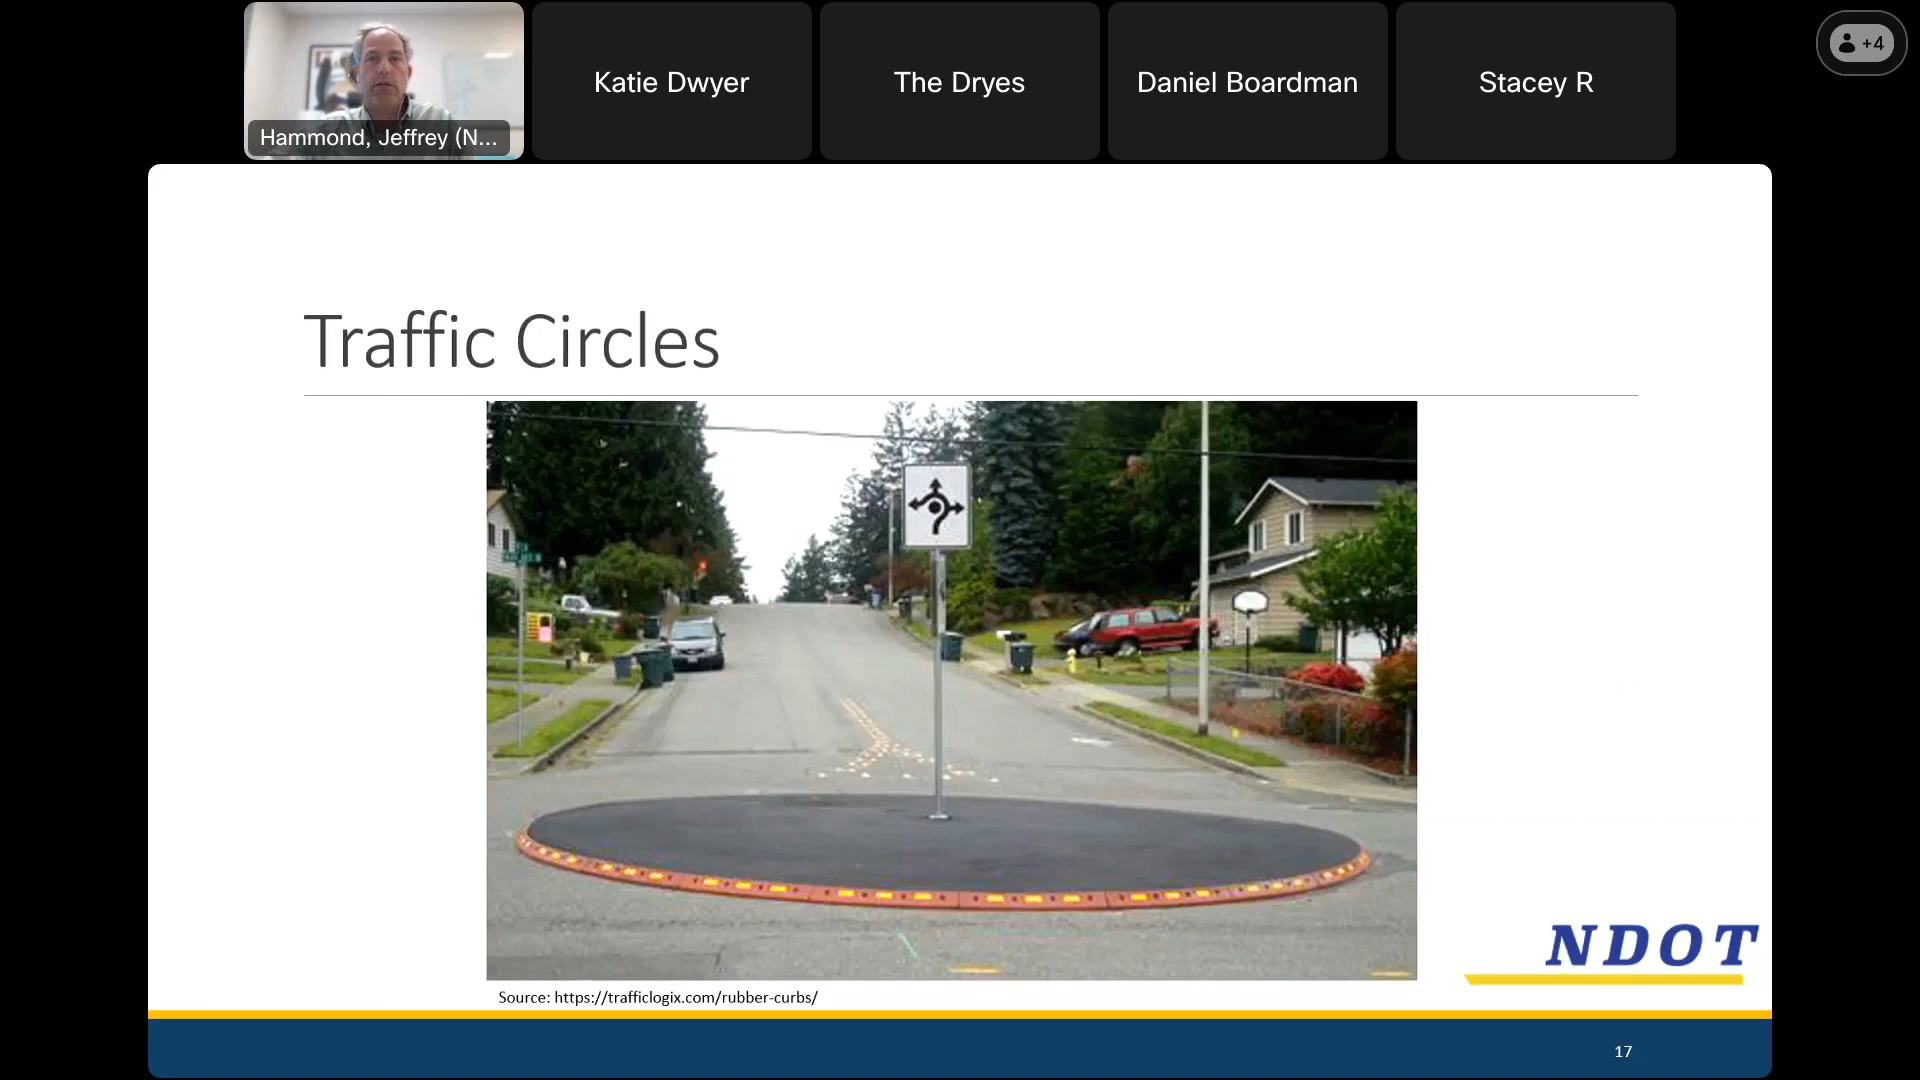 Hammond, Jeffrey (N...
Katie Dwyer
The Dryes
Daniel Boardman
Stacey R
+4
Traffic Circles
Source: https://trafficlogix.com/rubber-curbs/
NDOT
17